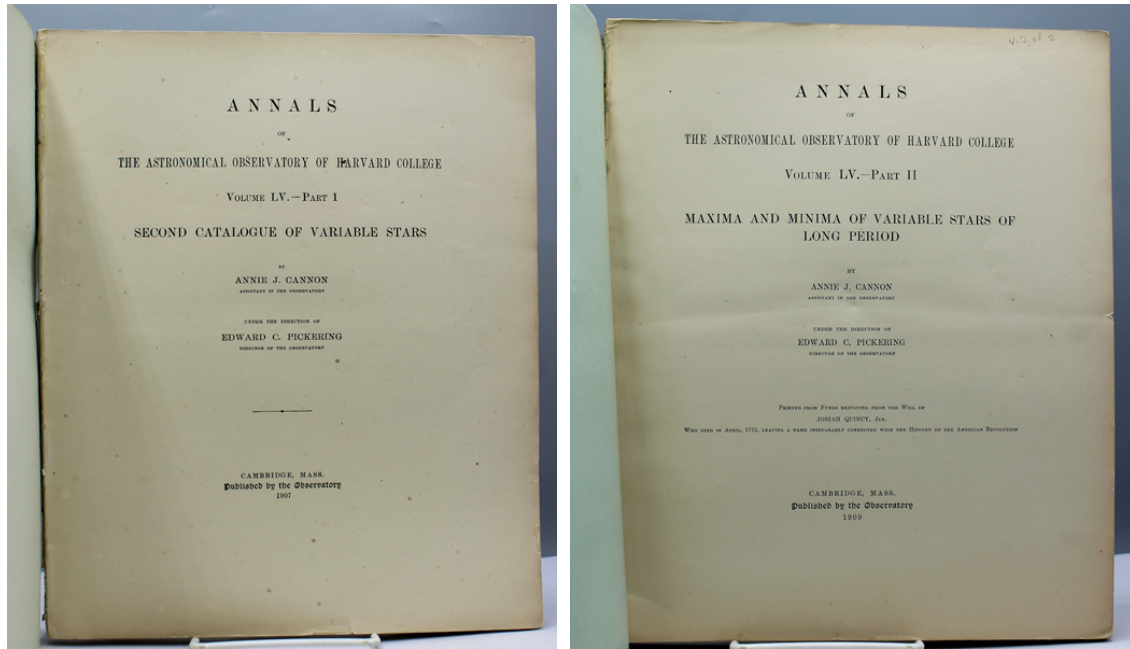 ANNALS
OF
THE ASTRONOMICAL OBSERVATORY OF HARVARD COLLEGE
VOLUME LV.—PART I
SECOND CATALOGUE OF VARIABLE STARS
BY
ANNIE J. CANNON
ASSISTANT IN THE OBSERVATORY
UNDER THE DIRECTION OF
EDWARD C. PICKERING
DIRECTOR OF THE OBSERVATORY
CAMBRIDGE, MASS.
Published by the Observatory
1907
v. 2 of 2
ANNALS
OF
THE ASTRONOMICAL OBSERVATORY OF HARVARD COLLEGE
VOLUME LV.—PART II
MAXIMA AND MINIMA OF VARIABLE STARS OF
LONG PERIOD
BY
ANNIE J. CANNON
ASSISTANT IN THE OBSERVATORY
UNDER THE DIRECTION OF
EDWARD C. PICKERING
DIRECTOR OF THE OBSERVATORY
PRINTED FROM FUNDS RESULTING FROM THE WILL OF
JOSIAH QUINCY, JUN.
WHO DIED IN APRIL, 1775, LEAVING A NAME INSEPARABLY CONNECTED WITH THE HISTORY OF THE AMERICAN REVOLUTION
CAMBRIDGE, MASS.
Published by the Observatory
1909